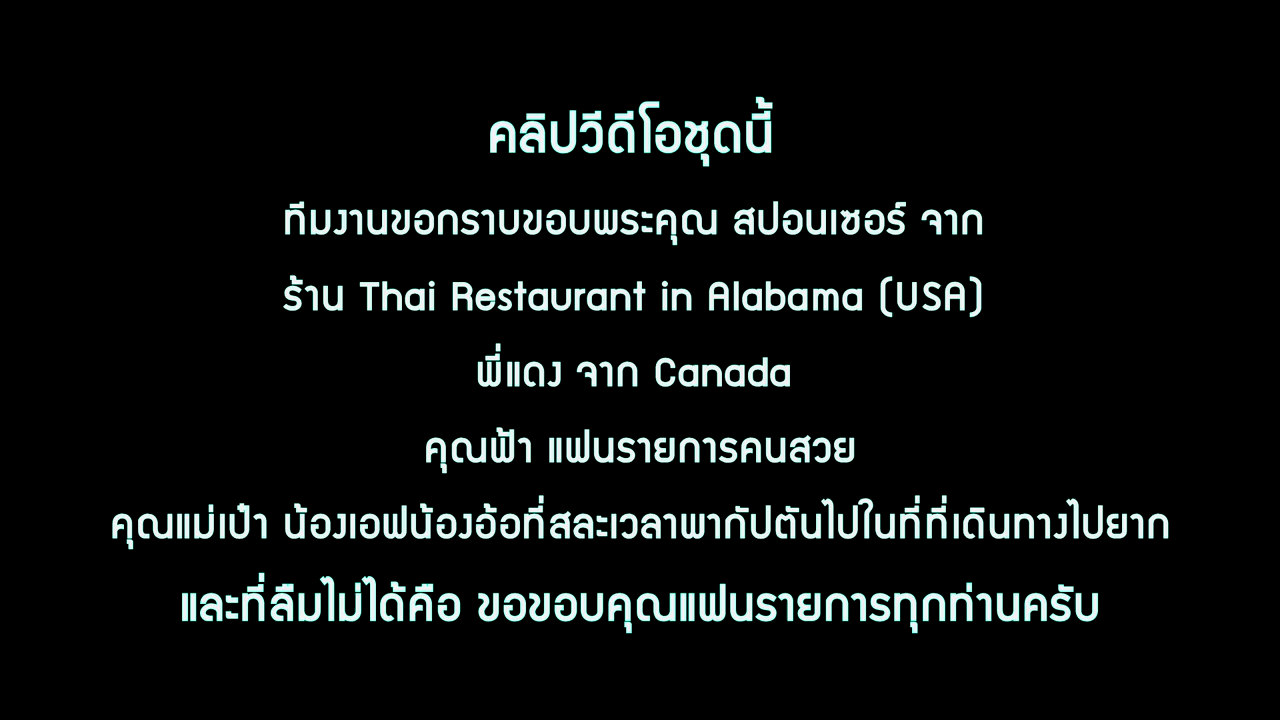 คลิปวีดีโอชุดนี้
ทีมงานขอกราบขอบพระคุณ สปอนเซอร์ จาก
ร้าน Thai Restaurant in Alabama (USA)
พี่แดง จาก Canada
คุณฟ้า แฟนรายการคนสวย
คุณแม่เป๋า น้องเอฟน้องอ้อที่สละเวลาพากัปตันไปในที่ที่เดินทางไปยาก
และที่ลืมไม่ได้คือ ขอขอบคุณแฟนรายการทุกท่านครับ